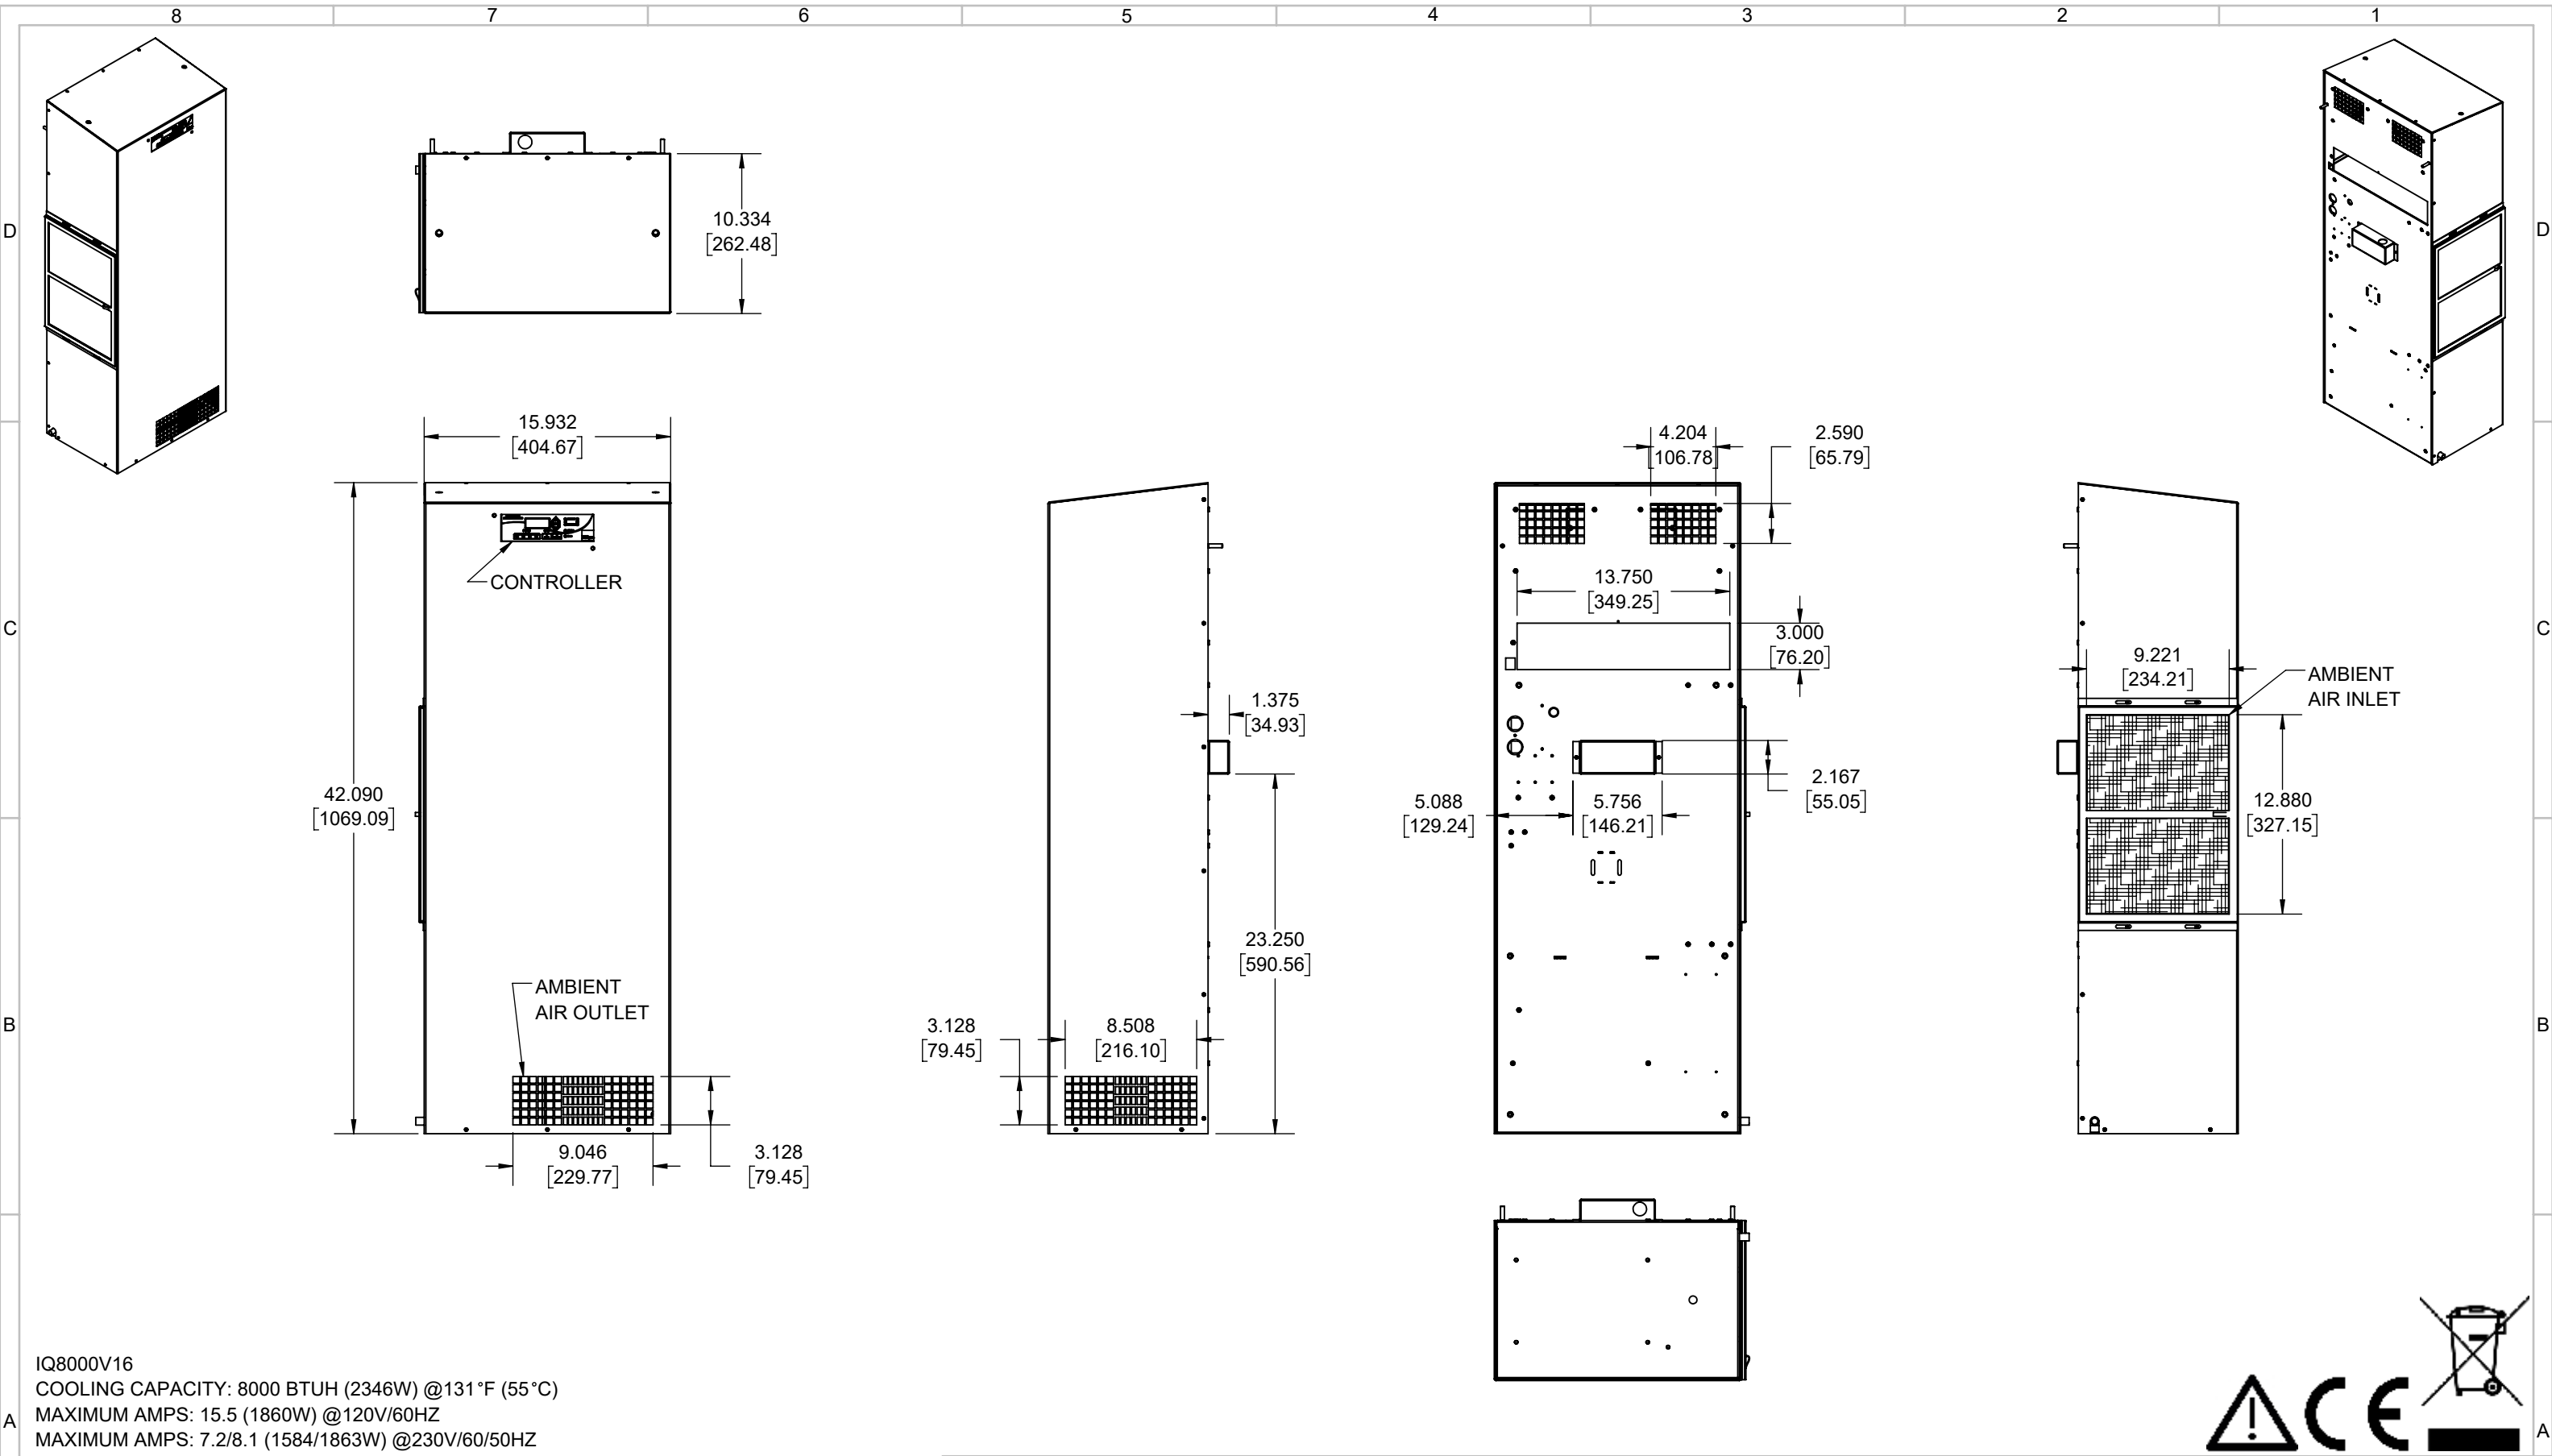 8 7 6 5 4 3 2 1
D
D
10.334
[262.48]
15.932
[404.67]
4.204
[106.78]
2.590
[65.79]
CONTROLLER
13.750
[349.25]
C
C
3.000
[76.20]
9.221
[234.21]
AMBIENT
AIR INLET
1.375
[34.93]
42.090
[1069.09]
5.088
[129.24]
5.756
[146.21]
2.167
[55.05]
12.880
[327.15]
23.250
[590.56]
AMBIENT
AIR OUTLET
B
B
3.128
[79.45]
8.508
[216.10]
9.046
[229.77]
3.128
[79.45]
IQ8000V16
COOLING CAPACITY: 8000 BTUH (2346W) @131°F (55°C)
MAXIMUM AMPS: 15.5 (1860W) @120V/60HZ
MAXIMUM AMPS: 7.2/8.1 (1584/1863W) @230V/60/50HZ
A
A
CE